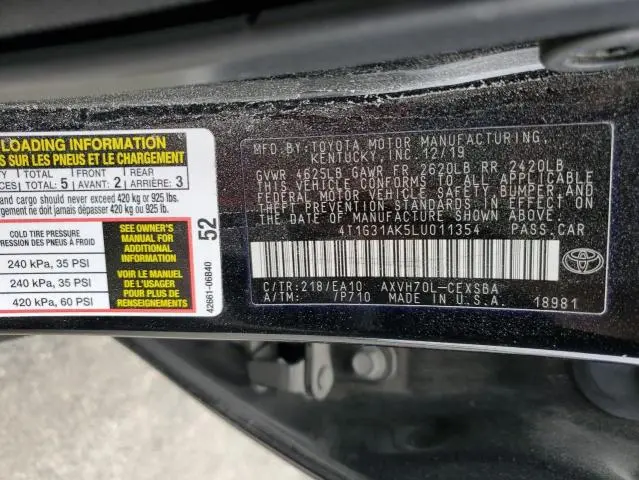 LOADING INFORMATION
S SUR LES PNEUS ET LE CHARGEMENT
TY TOTAL FRONT REAR
CES TOTAL: 5 AVANT: 2 ARRIÈRE: 3
and cargo should never exceed 420 kg or 925 lbs.
argement ne doit jamais dépasser 420 kg ou 925 lb.
COLD TIRE PRESSURE
PRESSION DES PNEUS À FROID
240 kPa, 35 PSI
240 kPa, 35 PSI
420 kPa, 60 PSI
SEE OWNER'S
MANUAL FOR
ADDITIONAL
INFORMATION
VOIR LE MANUEL
DE L'USAGER
POUR PLUS DE
RENSEIGNEMENTS
52
42661-06B40
MFD.BY: TOYOTA MOTOR MANUFACTURING,
KENTUCKY, INC. 12/19
GVWR 4625LB GAWR FR 2620LB RR 2420LB
THIS VEHICLE CONFORMS TO ALL APPLICABLE
FEDERAL MOTOR VEHICLE SAFETY, BUMPER, AND
THEFT PREVENTION STANDARDS IN EFFECT ON
THE DATE OF MANUFACTURE SHOWN ABOVE.
4T1G31AK5LU011354 PASS.CAR
C/TR:218/EA10 AXVH70L-CEXSBA
A/TM: /P710 MADE IN U.S.A. 18981